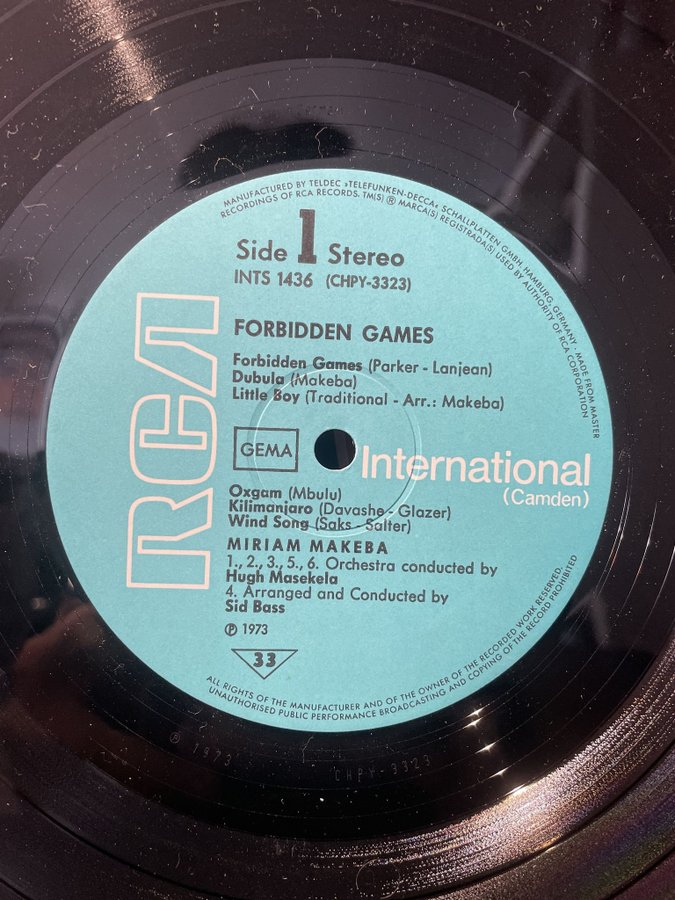 MANUFACTURED BY TELDEC »TELEFUNKEN-DECCA« SCHALLPLATTEN GMBH, HAMBURG, GERMANY · MADE FROM MASTER
RECORDINGS OF RCA RECORDS. TM(S) ® MARCA(S) REGISTRADA(S) USED BY AUTHORITY OF RCA CORPORATION
Side 1 Stereo
INTS 1436 (CHPY-3323)
RCA
FORBIDDEN GAMES
Forbidden Games (Parker - Lanjean)
Dubula (Makeba)
Little Boy (Traditional - Arr.: Makeba)
GEMA
International
(Camden)
Oxgam (Mbulu)
Kilimanjaro (Davashe - Glazer)
Wind Song (Saks - Salter)
MIRIAM MAKEBA
1., 2., 3., 5., 6. Orchestra conducted by
Hugh Masekela
4. Arranged and Conducted by
Sid Bass
℗ 1973
33
ALL RIGHTS OF THE MANUFACTURER AND OF THE OWNER OF THE RECORDED WORK RESERVED.
UNAUTHORISED PUBLIC PERFORMANCE BROADCASTING AND COPYING OF THE RECORD PROHIBITED
℗ 1973
CHPY-3323